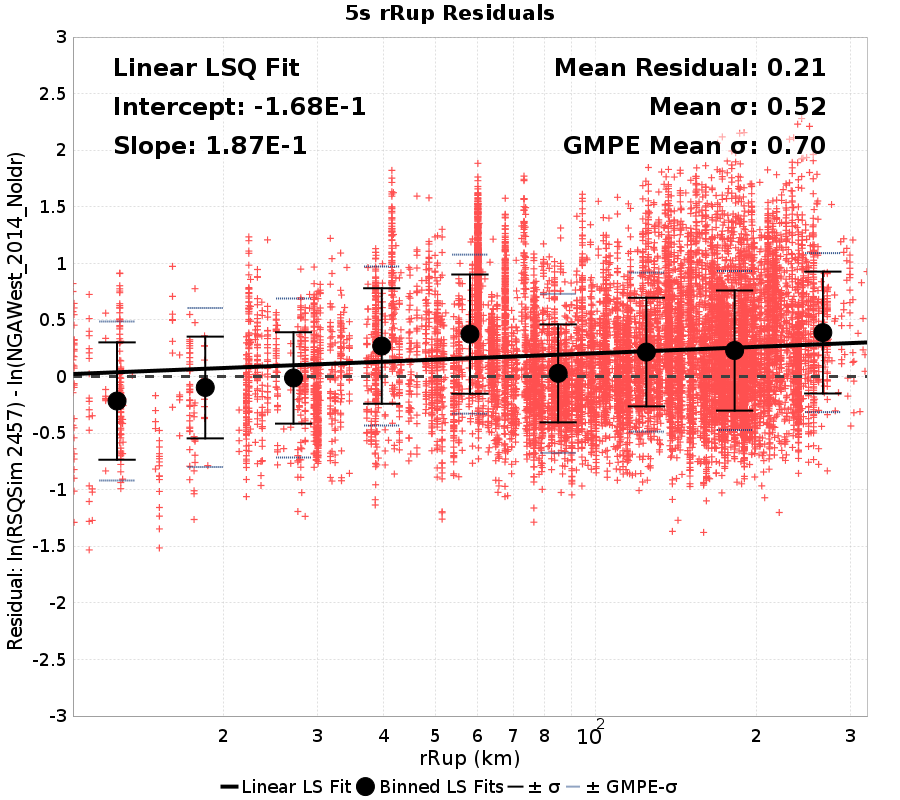 5s rRup Residuals
Linear LSQ Fit
Intercept: -1.68E-1
Slope: 1.87E-1
Mean Residual: 0.21
Mean σ: 0.52
GMPE Mean σ: 0.70
Residual: ln(RSQSim 2457) - ln(NGAWest_2014_NoIdr)
3
2.5
2
1.5
1
0.5
0
-0.5
-1
-1.5
-2
-2.5
-3
2 3 4 5 6 7 8 10² 2 3
rRup (km)
Linear LS Fit Binned LS Fits ± σ ± GMPE-σ